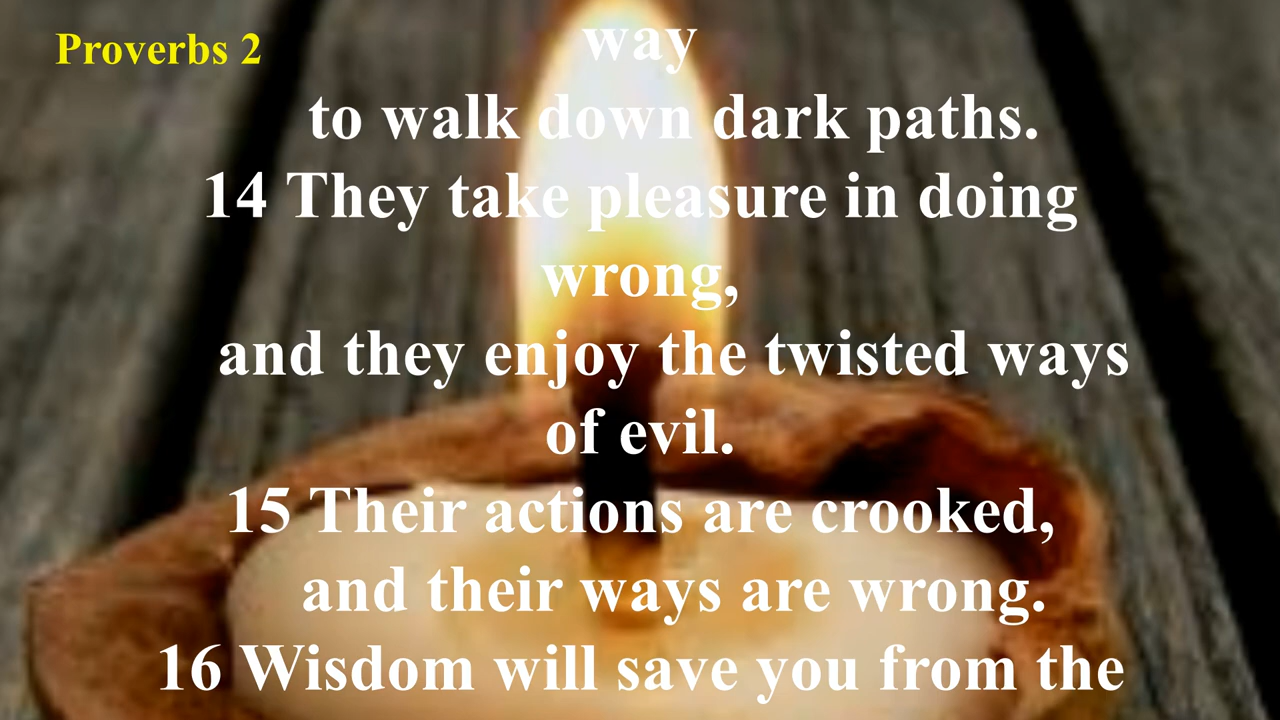 Proverbs 2
way
to walk down dark paths.
14 They take pleasure in doing
wrong,
and they enjoy the twisted ways
of evil.
15 Their actions are crooked,
and their ways are wrong.
16 Wisdom will save you from the